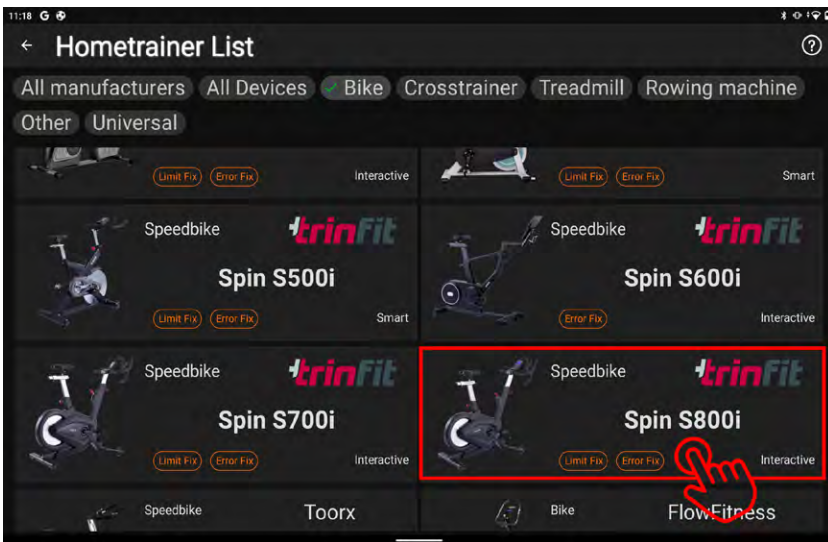 11:18 G
Hometrainer List
All manufacturers All Devices Bike Crosstrainer Treadmill Rowing machine
Other Universal
Limit Fix Error Fix Interactive
Limit Fix Error Fix Smart
Speedbike trinFit
Spin S500i
Limit Fix Error Fix Smart
Speedbike trinFit
Spin S600i
Error Fix Interactive
Speedbike trinFit
Spin S700i
Limit Fix Error Fix Interactive
Speedbike trinFit
Spin S800i
Limit Fix Error Fix Interactive
Speedbike Toorx
Bike FlowFitness